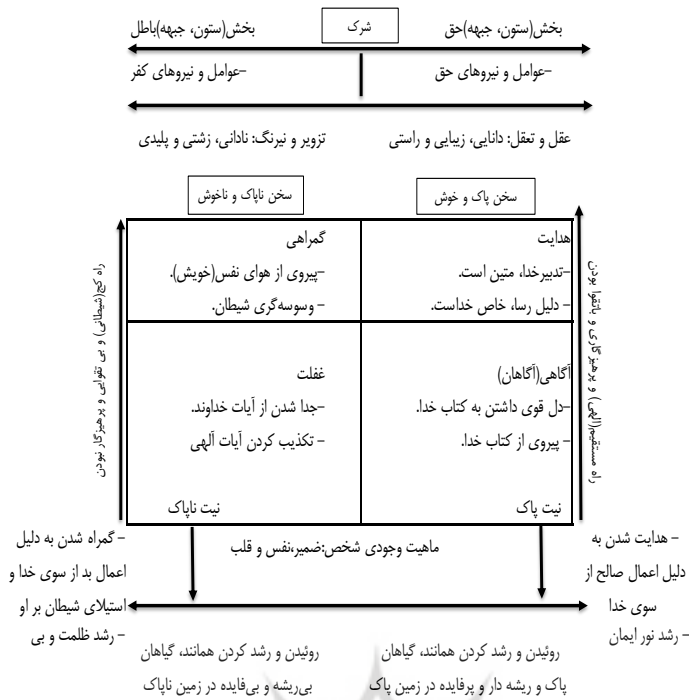 بخش(ستون، جبهه)حق
شرک
بخش(ستون، جبهه)باطل
–عوامل و نیروهای حق
–عوامل و نیروهای کفر
عقل و تعقل: دانایی، زیبایی و راستی
تزویر و نیرنگ: نادانی، زشتی و پلیدی
سخن پاک و خوش
سخن ناپاک و ناخوش
راه مستقیم(الهی) و پرهیزگاری و باتقوا بودن
هدایت
–تدبیرخدا، متین است.
– دلیل رسا، خاص خداست.
گمراهی
–پیروی از هوای نفس(خویش).
– وسوسه‌گری شیطان.
راه کج(شیطانی) و بی تقوایی و پرهیزگار نبودن
آگاهی(آگاهان)
–دل قوی داشتن به کتاب خدا.
– پیروی از کتاب خدا.
نیت پاک
غفلت
–جدا شدن از آیات خداوند.
– تکذیب کردن آیات آلهی
نیت ناپاک
ماهیت وجودی شخص:ضمیر،نفس و قلب
– هدایت شدن به
دلیل اعمال صالح از
سوی خدا
– رشد نور ایمان
– گمراه شدن به دلیل
اعمال بد از سوی خدا و
استیلای شیطان بر او
– رشد ظلمت و بی
روئیدن و رشد کردن همانند، گیاهان
پاک و ریشه دار و پرفایده در زمین پاک
روئیدن و رشد کردن همانند، گیاهان
بی‌ریشه و بی‌فایده در زمین ناپاک